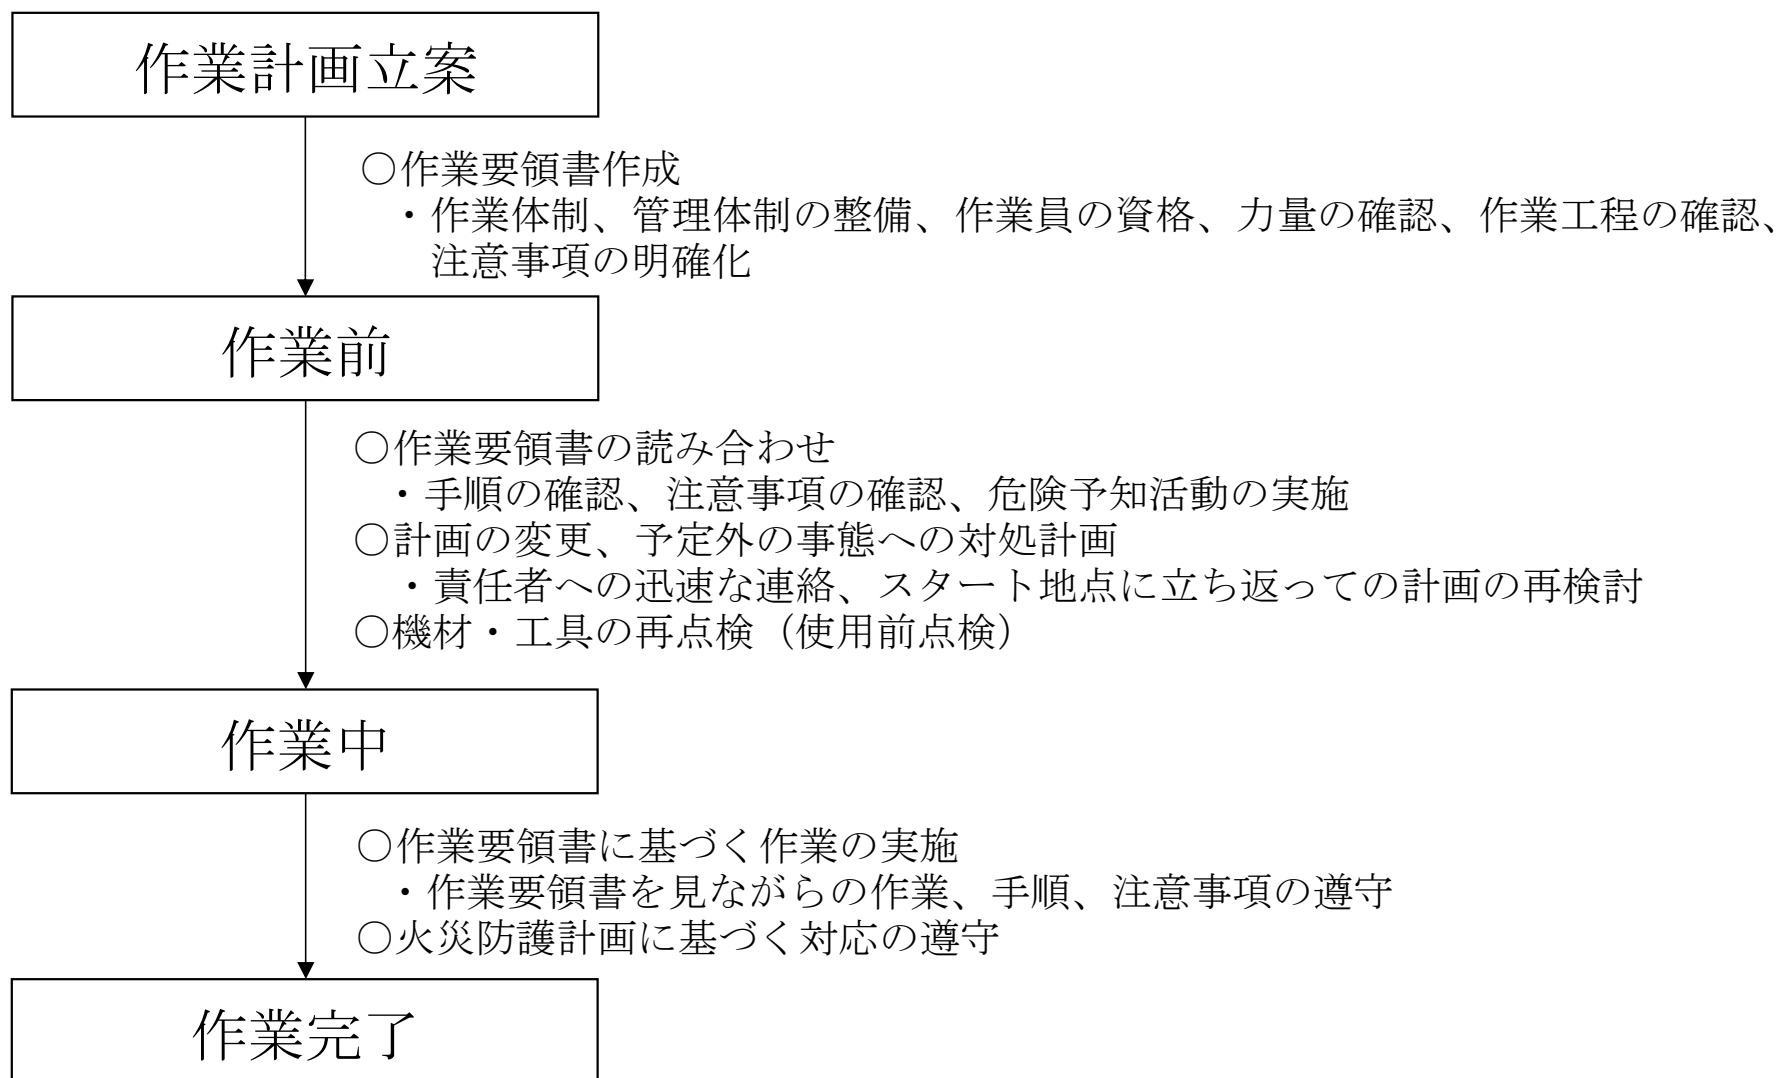 作業計画立案
○作業要領書作成
・作業体制、管理体制の整備、作業員の資格、力量の確認、作業工程の確認、
注意事項の明確化
作業前
○作業要領書の読み合わせ
・手順の確認、注意事項の確認、危険予知活動の実施
○計画の変更、予定外の事態への対処計画
・責任者への迅速な連絡、スタート地点に立ち返っての計画の再検討
○機材・工具の再点検（使用前点検）
作業中
○作業要領書に基づく作業の実施
・作業要領書を見ながらの作業、手順、注意事項の遵守
○火災防護計画に基づく対応の遵守
作業完了